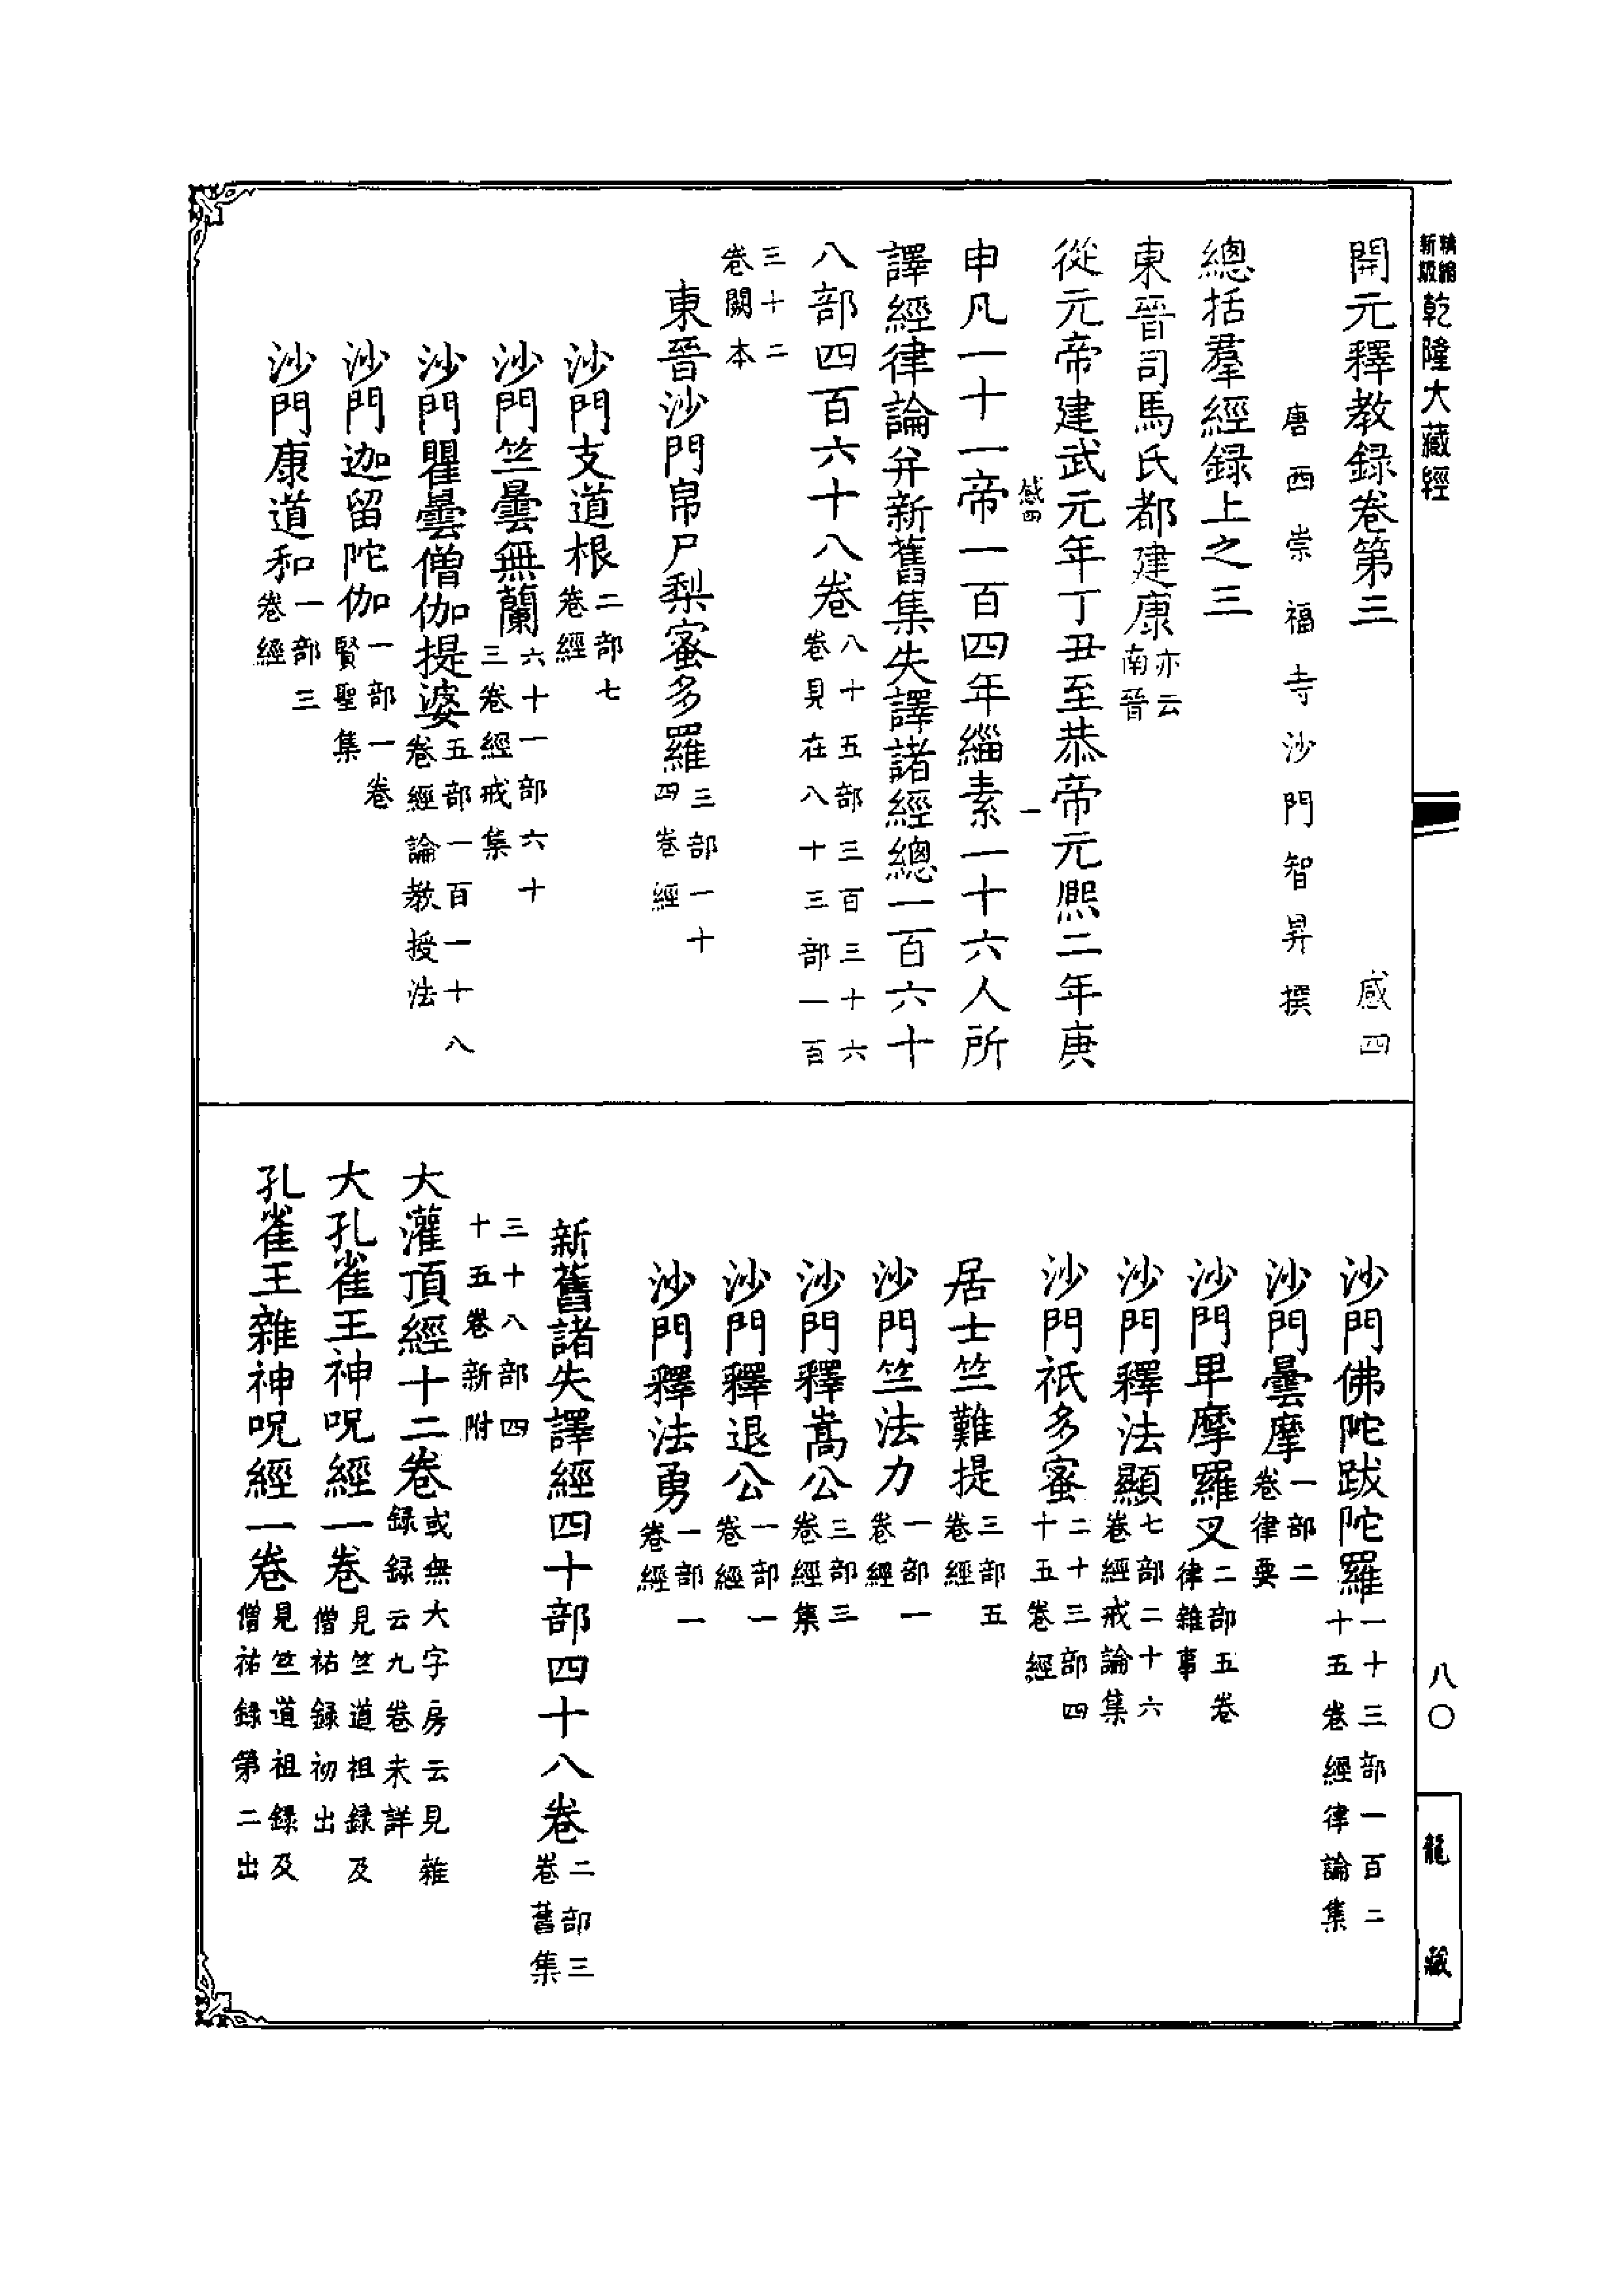 新編縮版乾隆大藏經
八〇
龍藏
開元釋教録卷第三 感四
唐西崇福寺沙門智昇撰
總括羣經録上之三
東晉司馬氏都建康亦云南晉
從元帝建武元年丁丑至恭帝元熙二年庚
感四 一
申凡一十一帝一百四年緇素一十六人所
譯經律論并新舊集失譯諸經總一百六十
八部四百六十八卷八十五部三百三十六卷見在八十三部一百
三十二卷闕本
東晉沙門帛尸梨蜜多羅三部一十四卷經
沙門支道根二部七卷經
沙門竺曇無蘭六十一部六十三卷經戒集
沙門瞿曇僧伽提婆五部一百一十八卷經論教授法
沙門迦留陀伽一部一卷賢聖集
沙門康道和一部三卷經
沙門佛陀跋陀羅一十三部一百二十五卷經律論集
沙門曇摩一部二卷律要
沙門卑摩羅叉二部五卷律雜事
沙門釋法顯七部二十六卷經戒論集
沙門祇多蜜二十三部四十五卷經
居士竺難提三部五卷經
沙門竺法力一部一卷經
沙門釋嵩公三部三卷經集
沙門釋退公一部一卷經
沙門釋法勇一部一卷經
新舊諸失譯經四十部四十八卷二部三卷舊集
三十八部四十五卷新附
大灌頂經十二卷或無大字房云見雜録録云九卷未詳
大孔雀王神呪經一卷見竺道祖録及僧祐録初出
孔雀王雜神呪經一卷見竺道祖録及僧祐録第二出